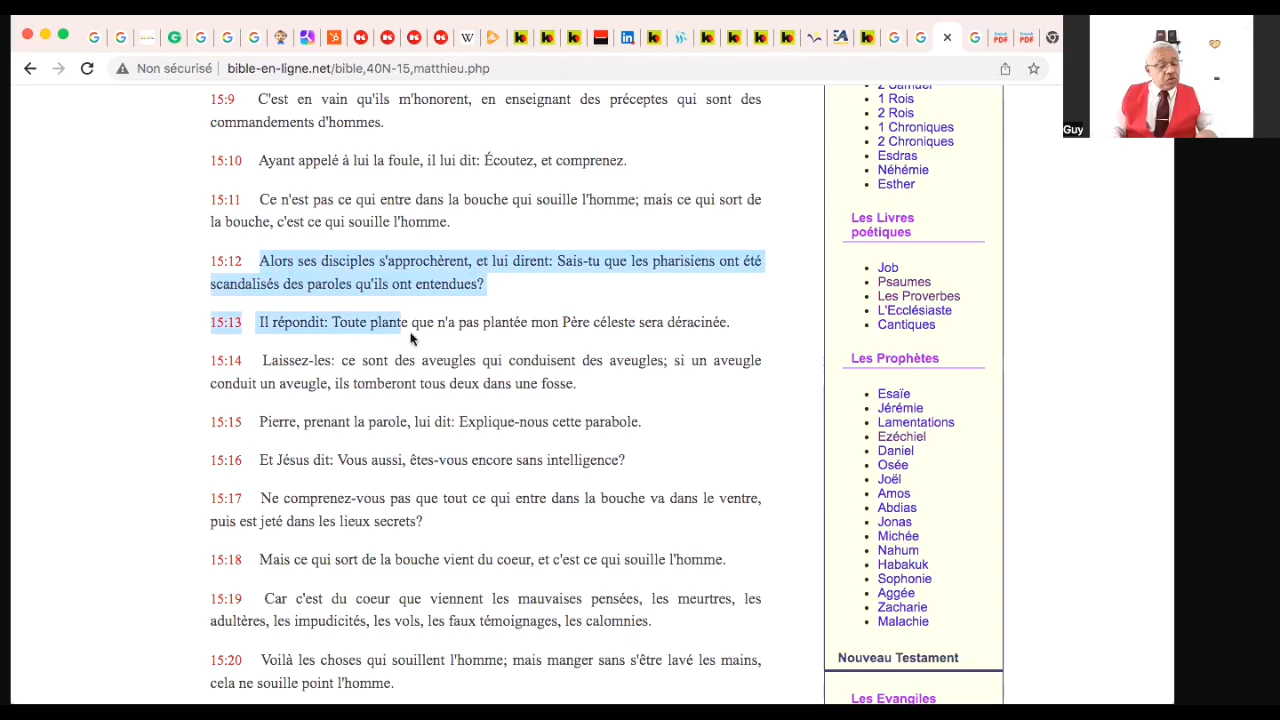 Non sécurisé
bible-en-ligne.net/bible,40N-15,matthieu.php
Guy
15:9 C'est en vain qu'ils m'honorent, en enseignant des préceptes qui sont des
commandements d'hommes.
15:10 Ayant appelé à lui la foule, il lui dit: Écoutez, et comprenez.
15:11 Ce n'est pas ce qui entre dans la bouche qui souille l'homme; mais ce qui sort de
la bouche, c'est ce qui souille l'homme.
15:12 Alors ses disciples s'approchèrent, et lui dirent: Sais-tu que les pharisiens ont été
scandalisés des paroles qu'ils ont entendues?
15:13 Il répondit: Toute plante que n'a pas plantée mon Père céleste sera déracinée.
15:14 Laissez-les: ce sont des aveugles qui conduisent des aveugles; si un aveugle
conduit un aveugle, ils tomberont tous deux dans une fosse.
15:15 Pierre, prenant la parole, lui dit: Explique-nous cette parabole.
15:16 Et Jésus dit: Vous aussi, êtes-vous encore sans intelligence?
15:17 Ne comprenez-vous pas que tout ce qui entre dans la bouche va dans le ventre,
puis est jeté dans les lieux secrets?
15:18 Mais ce qui sort de la bouche vient du coeur, et c'est ce qui souille l'homme.
15:19 Car c'est du coeur que viennent les mauvaises pensées, les meurtres, les
adultères, les impudicités, les vols, les faux témoignages, les calomnies.
15:20 Voilà les choses qui souillent l'homme; mais manger sans s'être lavé les mains,
cela ne souille point l'homme.
2 Samuel
1 Rois
2 Rois
1 Chroniques
2 Chroniques
Esdras
Néhémie
Esther
Les Livres
poétiques
Job
Psaumes
Les Proverbes
L'Ecclésiaste
Cantiques
Les Prophètes
Esaïe
Jérémie
Lamentations
Ezéchiel
Daniel
Osée
Joël
Amos
Abdias
Jonas
Michée
Nahum
Habakuk
Sophonie
Aggée
Zacharie
Malachie
Nouveau Testament
Les Evangiles